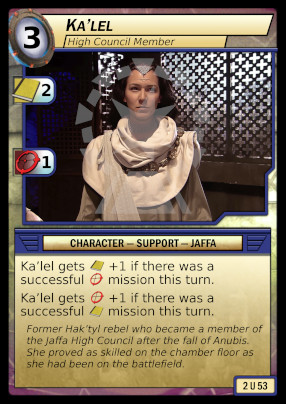 3
KA'LEL
High Council Member
2
1
CHARACTER – SUPPORT – JAFFA
Ka'lel gets +1 if there was a
successful mission this turn.
Ka'lel gets +1 if there was a
successful mission this turn.
Former Hak'tyl rebel who became a member of
the Jaffa High Council after the fall of Anubis.
She proved as skilled on the chamber floor as
she had been on the battlefield.
2 U 53